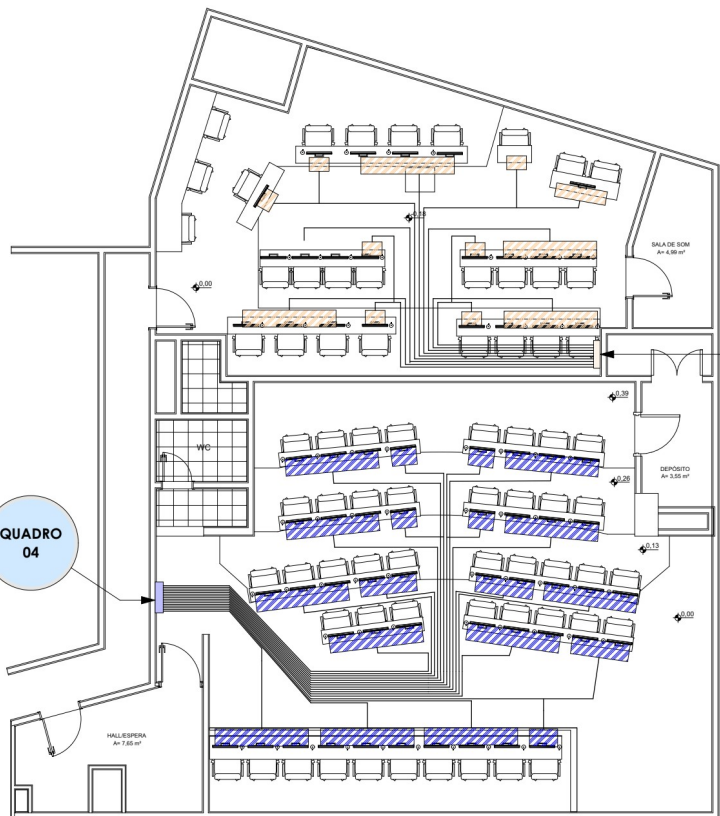 0,18
SALA DE SOM
A= 4,99 m²
0,00
0,39
WC
DEPÓSITO
A= 3,55 m²
0,26
QUADRO
04
0,13
0,00
HALL/ESPERA
A= 7,65 m²